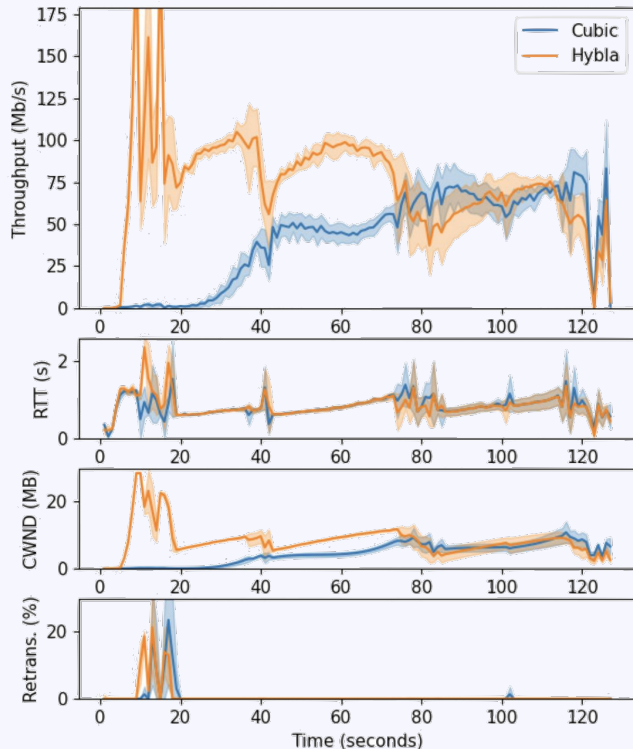 175
150
125
100
75
50
25
0
Throughput (Mb/s)
Cubic
Hybla
0 20 40 60 80 100 120
2
1
0
RTT (s)
0 20 40 60 80 100 120
20
0
CWND (MB)
0 20 40 60 80 100 120
20
0
Retrans. (%)
0 20 40 60 80 100 120
Time (seconds)